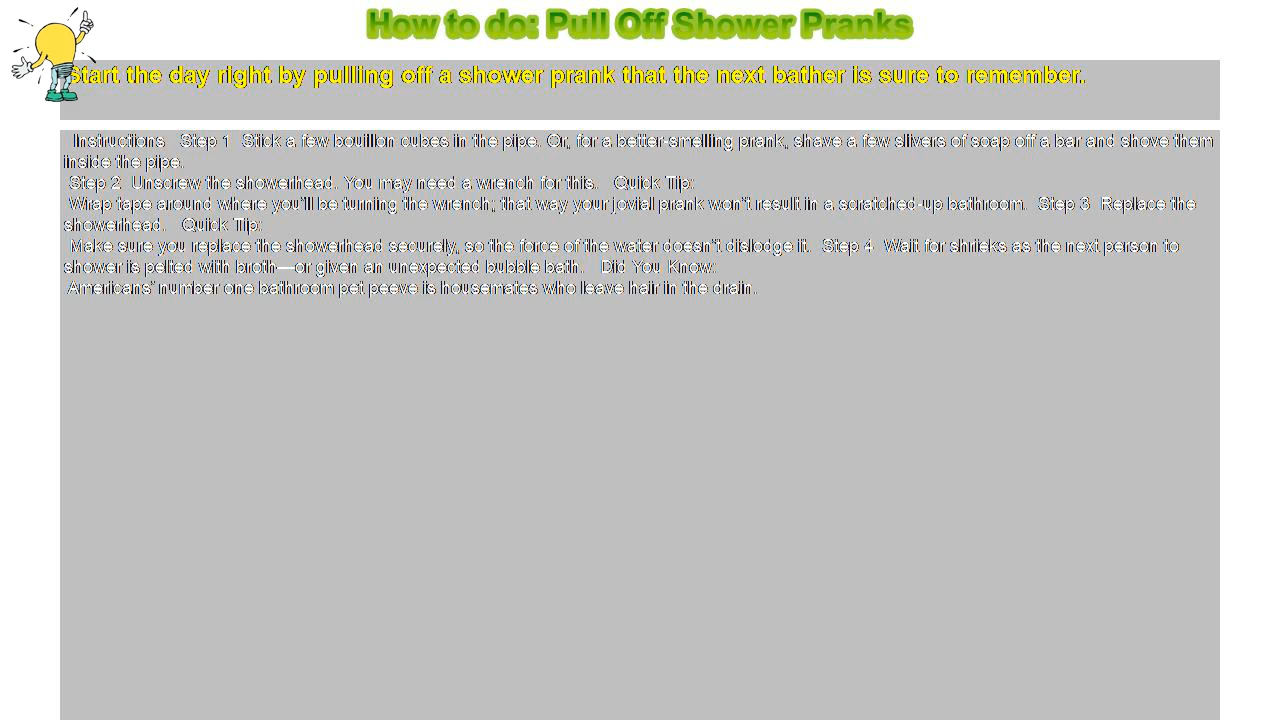 How to do: Pull Off Shower Pranks
Start the day right by pulling off a shower prank that the next bather is sure to remember.
Instructions   Step 1  Stick a few bouillon cubes in the pipe. Or, for a better-smelling prank, shave a few slivers of soap off a bar and shove them
inside the pipe.
Step 2  Unscrew the showerhead. You may need a wrench for this.   Quick Tip:
Wrap tape around where you'll be turning the wrench; that way your jovial prank won't result in a scratched-up bathroom.  Step 3  Replace the
showerhead.   Quick Tip:
Make sure you replace the showerhead securely, so the force of the water doesn't dislodge it.  Step 4  Wait for shrieks as the next person to
shower is pelted with broth—or given an unexpected bubble bath.   Did You Know:
Americans' number one bathroom pet peeve is housemates who leave hair in the drain.